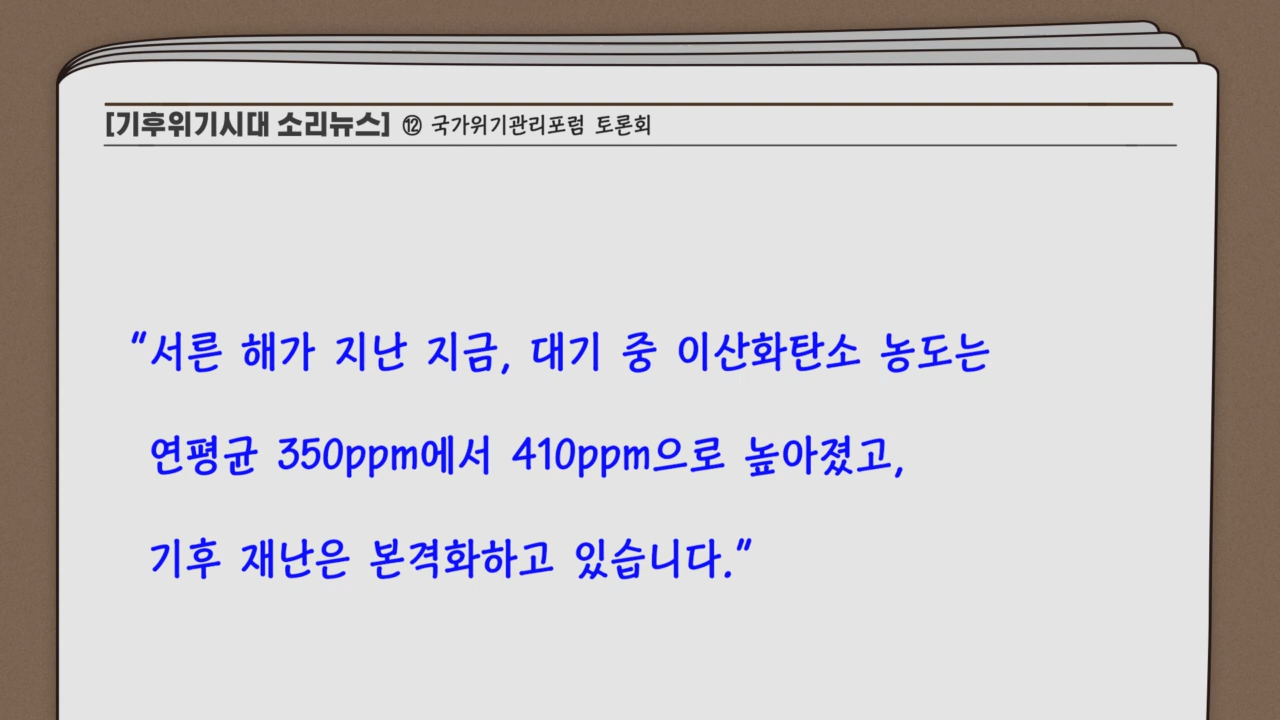 [기후위기시대 소리뉴스] ⑫ 국가위기관리포럼 토론회
"서른 해가 지난 지금, 대기 중 이산화탄소 농도는
연평균 350ppm에서 410ppm으로 높아졌고,
기후 재난은 본격화하고 있습니다."